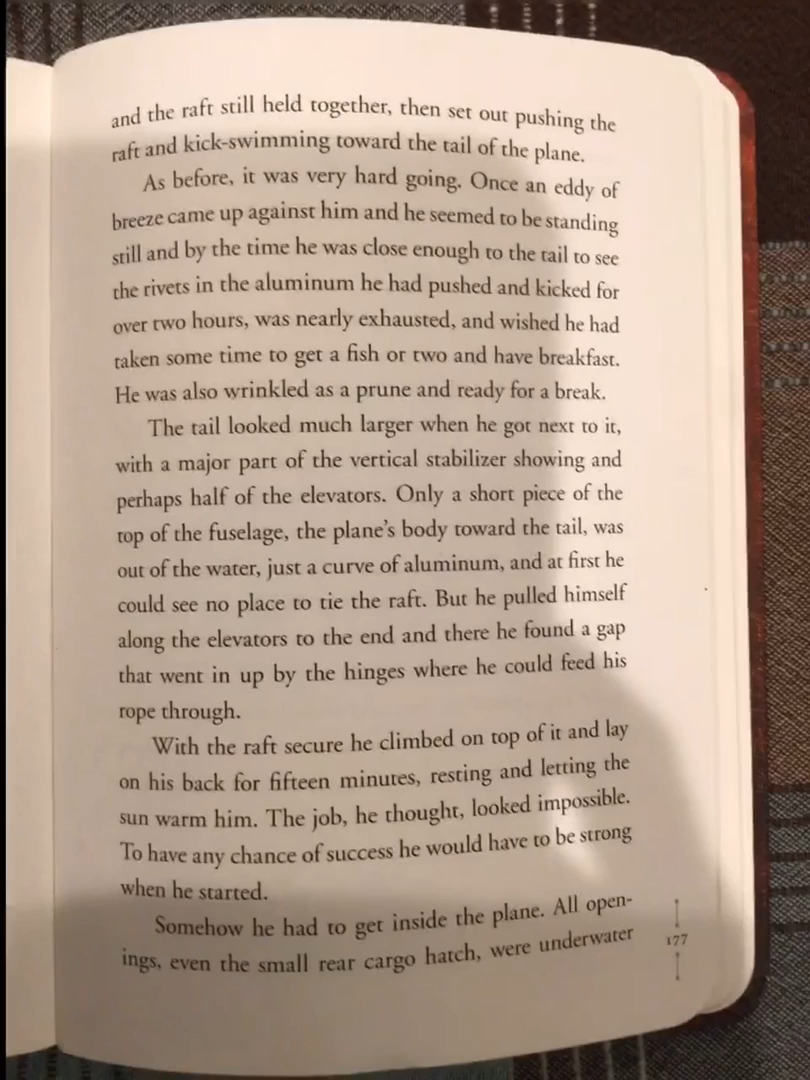 and the raft still held together, then set out pushing the
raft and kick-swimming toward the tail of the plane.
As before, it was very hard going. Once an eddy of
breeze came up against him and he seemed to be standing
still and by the time he was close enough to the tail to see
the rivets in the aluminum he had pushed and kicked for
over two hours, was nearly exhausted, and wished he had
taken some time to get a fish or two and have breakfast.
He was also wrinkled as a prune and ready for a break.
The tail looked much larger when he got next to it,
with a major part of the vertical stabilizer showing and
perhaps half of the elevators. Only a short piece of the
top of the fuselage, the plane's body toward the tail, was
out of the water, just a curve of aluminum, and at first he
could see no place to tie the raft. But he pulled himself
along the elevators to the end and there he found a gap
that went in up by the hinges where he could feed his
rope through.
With the raft secure he climbed on top of it and lay
on his back for fifteen minutes, resting and letting the
sun warm him. The job, he thought, looked impossible.
To have any chance of success he would have to be strong
when he started.
Somehow he had to get inside the plane. All open-
ings, even the small rear cargo hatch, were underwater
177